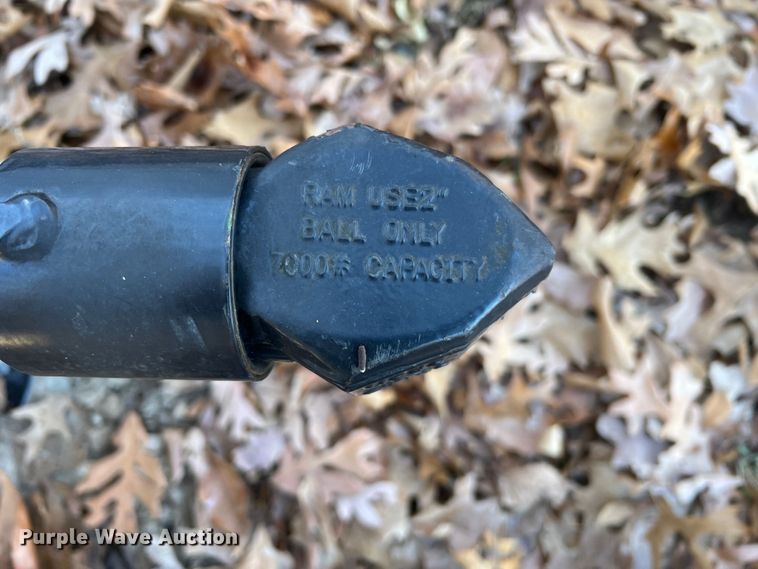 RAM USE 2"
BALL ONLY
7000# CAPACITY
Purple Wave Auction